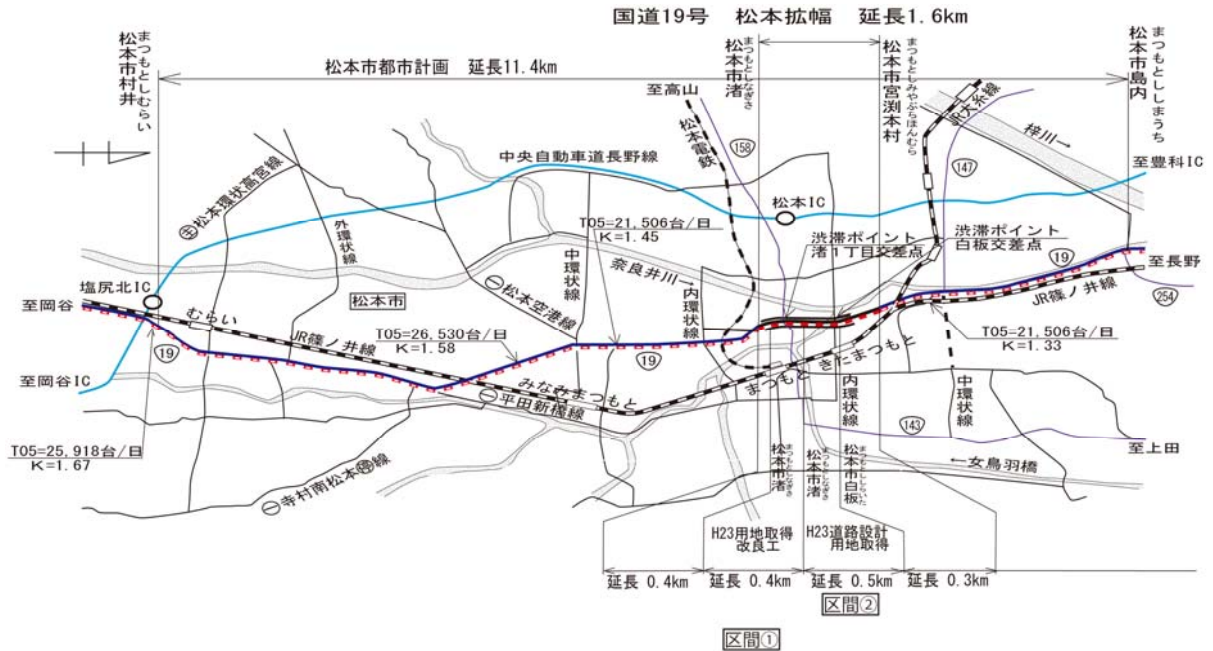 国道19号 松本拡幅 延長1.6km
まつもとしむらい
松本市村井
松本市都市計画 延長11.4km
まつもとしなぎさ
松本市渚
まつもとしみやぶちほんむら
松本市宮渕本村
まつもとししまうち
松本市島内
至高山
松本電鉄
158
JR大糸線
147
梓川→
至豊科IC
中央自動車道長野線
松本IC
主松本環状高宮線
外環状線
T05=21,506台/日
K=1.45
中環状線
渋滞ポイント
渚1丁目交差点
渋滞ポイント
白板交差点
19
至長野
254
JR篠ノ井線
奈良井川→
内環状線
塩尻北IC
松本市
一松本空港線
至岡谷
むらい
JR篠ノ井線
T05=26,530台/日
K=1.58
19
19
T05=21,506台/日
K=1.33
至岡谷IC
みなみまつもと
一平田新橋線
まつもと
きたまつもと
内環状線
中環状線
143
至上田
T05=25,918台/日
K=1.67
←女鳥羽橋
まつもとしなぎさ
松本市渚
まつもとしなぎさ
松本市渚
まつもとししらいた
松本市白板
H23用地取得
改良工
H23道路設計
用地取得
延長 0.4km
延長 0.4km
延長 0.5km
延長 0.3km
区間②
区間①